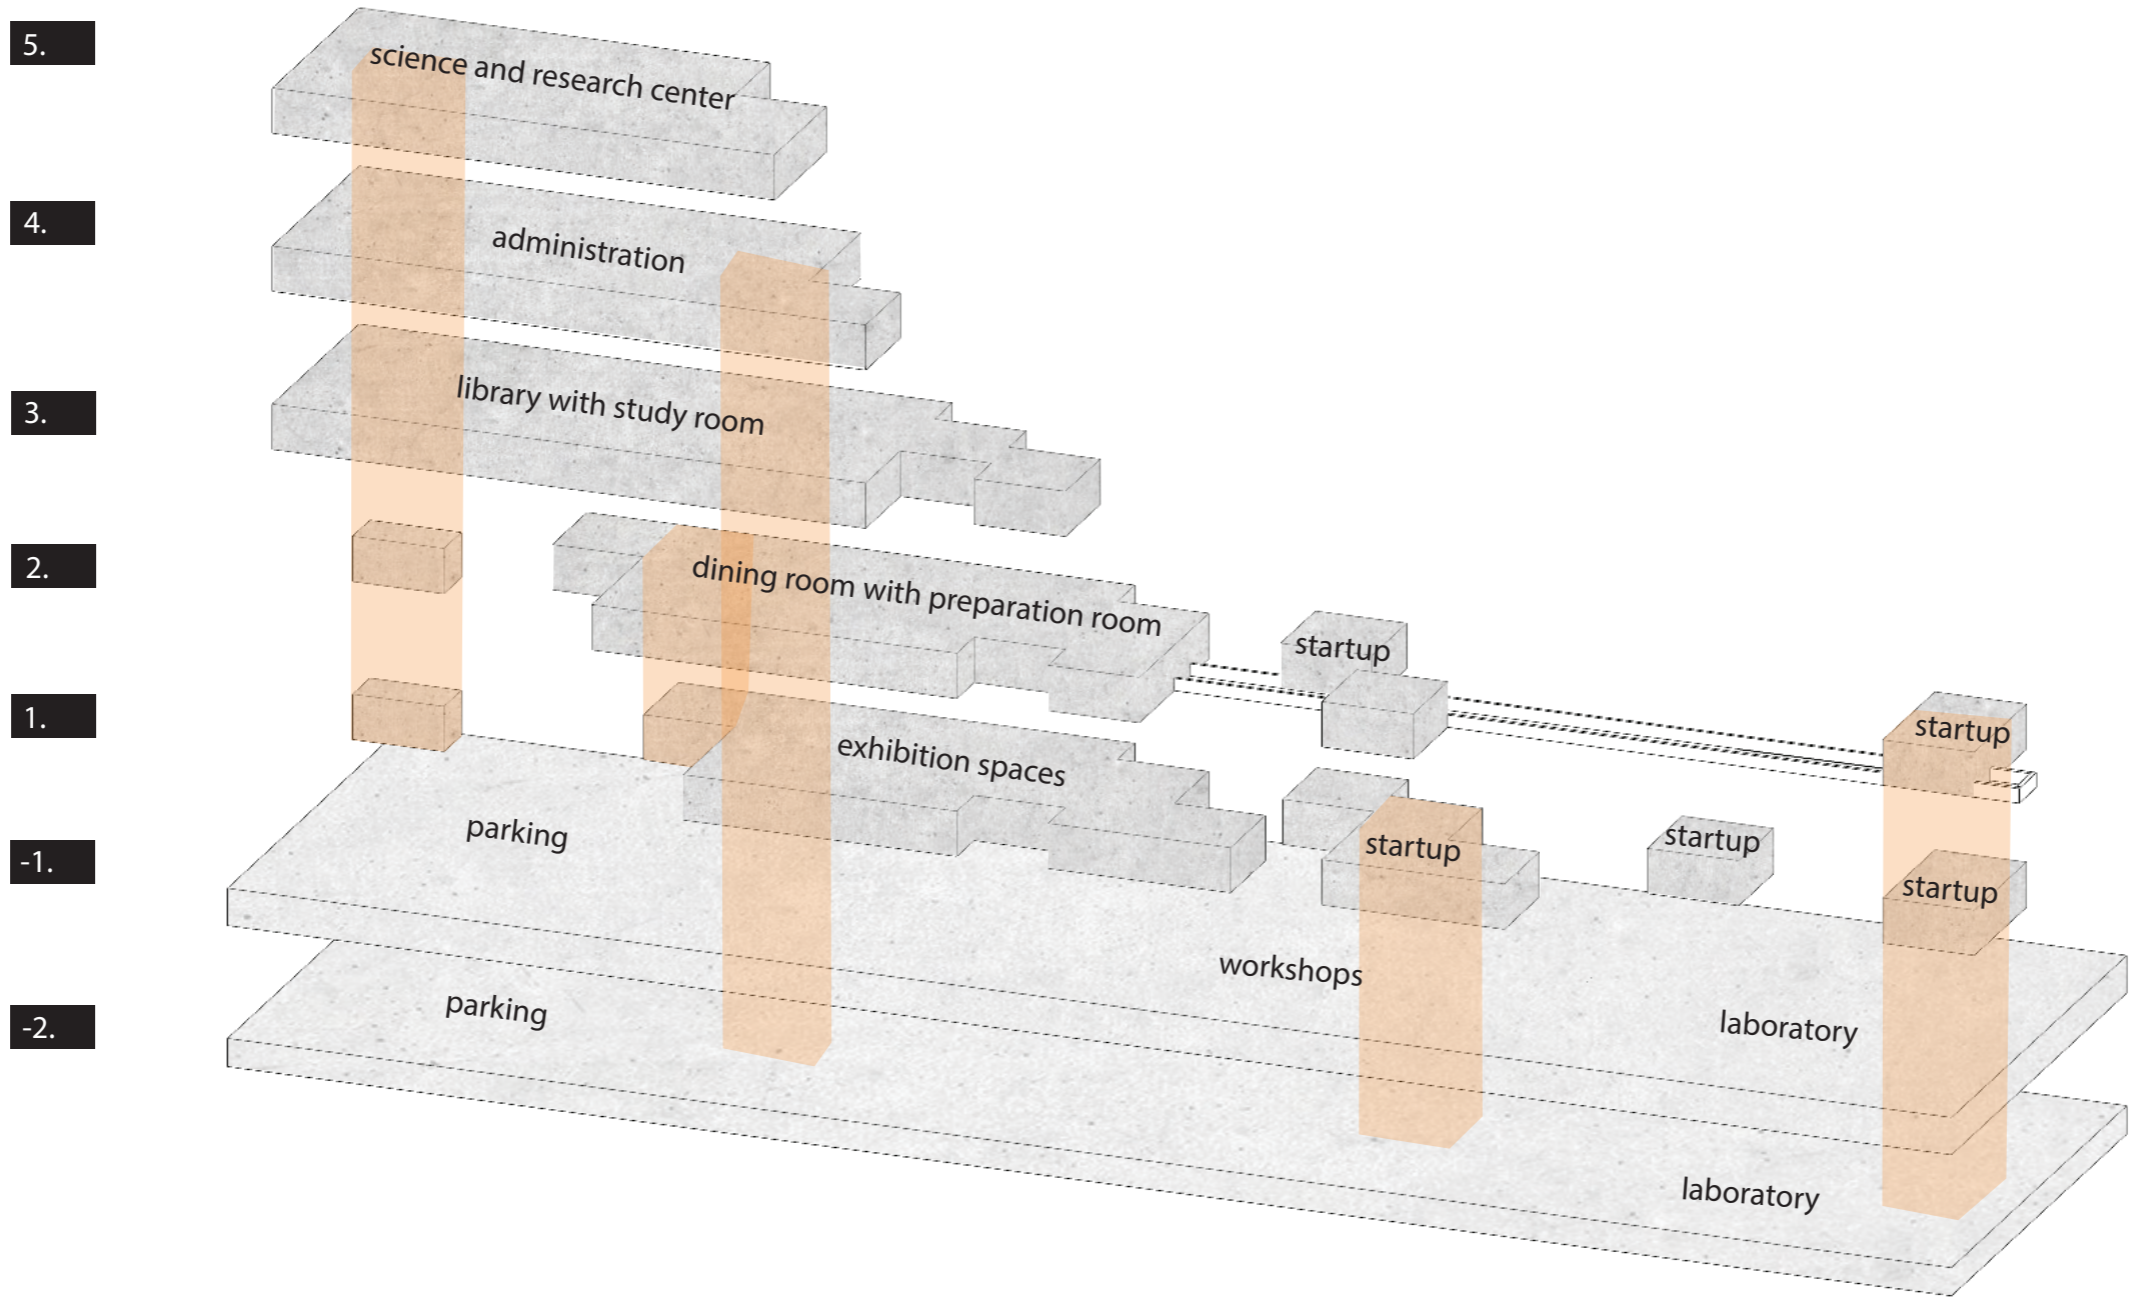 5.
science and research center
4.
administration
3.
library with study room
2.
dining room with preparation room
startup
startup
1.
exhibition spaces
startup
startup
startup
-1.
parking
workshops
laboratory
-2.
parking
laboratory